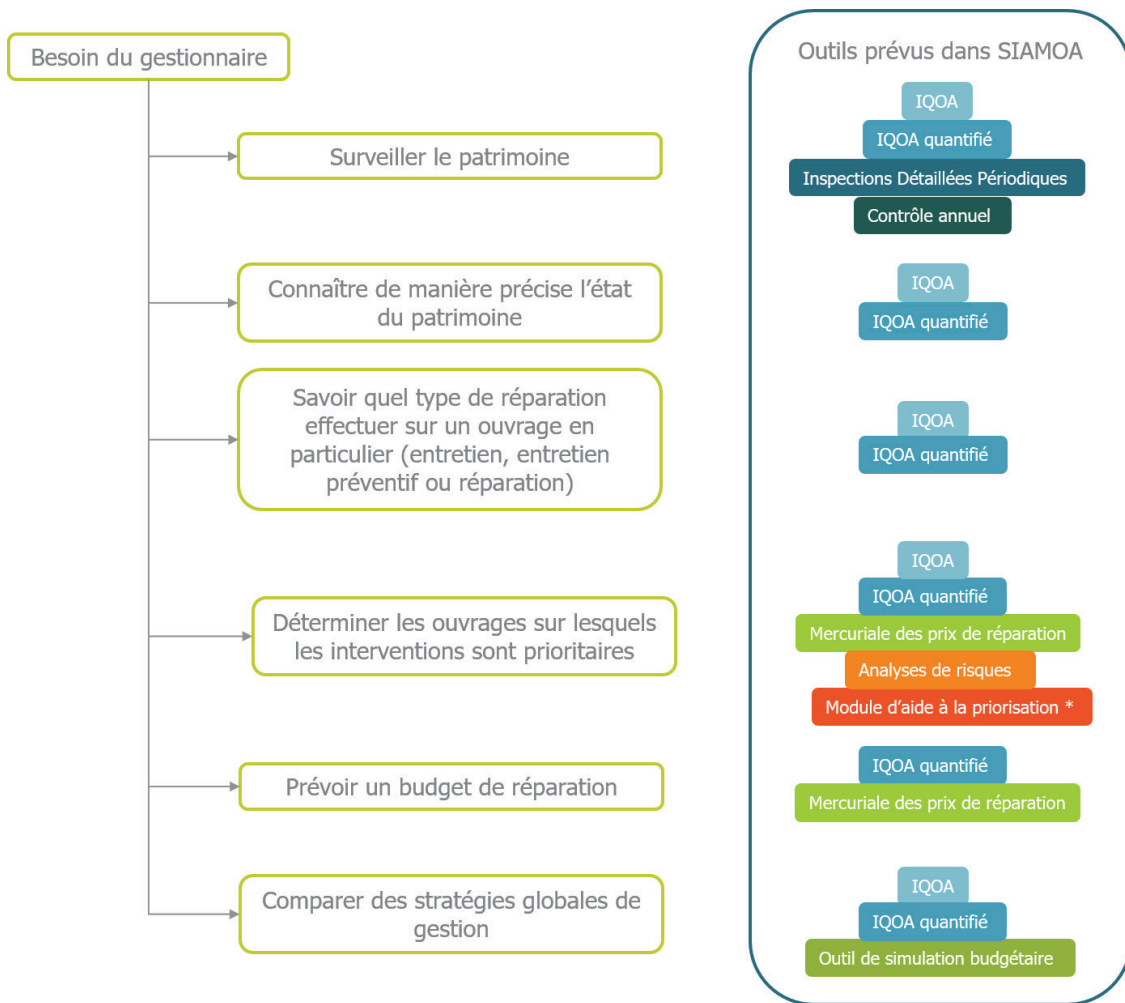 Besoin du gestionnaire
Outils prévus dans SIAMOA
Surveiller le patrimoine
IQOA
IQOA quantifié
Inspections Détaillées Périodiques
Contrôle annuel
Connaître de manière précise l’état
du patrimoine
IQOA
IQOA quantifié
Savoir quel type de réparation
effectuer sur un ouvrage en
particulier (entretien, entretien
préventif ou réparation)
IQOA
IQOA quantifié
Déterminer les ouvrages sur lesquels
les interventions sont prioritaires
IQOA
IQOA quantifié
Mercuriale des prix de réparation
Analyses de risques
Module d’aide à la priorisation *
Prévoir un budget de réparation
IQOA quantifié
Mercuriale des prix de réparation
Comparer des stratégies globales de
gestion
IQOA
IQOA quantifié
Outil de simulation budgétaire